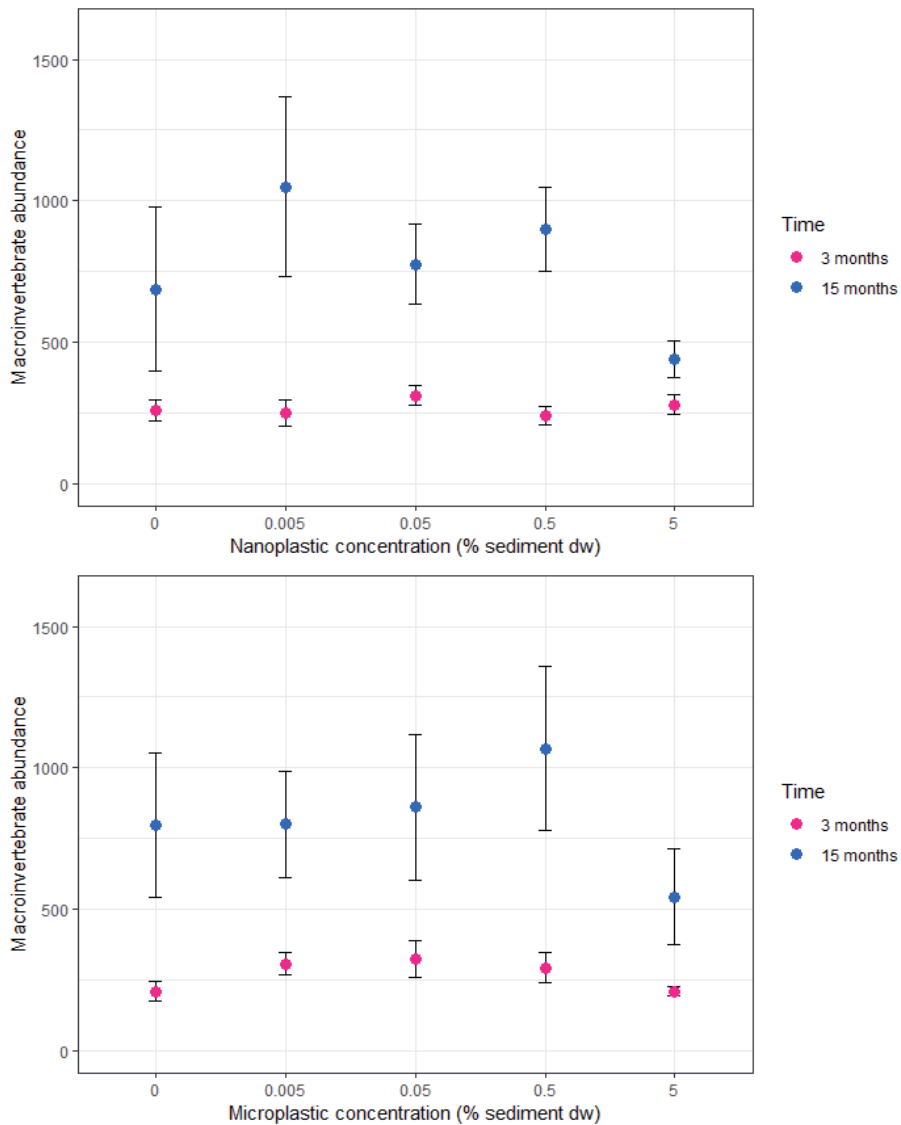 1500
1000
500
0
Macroinvertebrate abundance
0 0.005 0.05 0.5 5
Nanoplastic concentration (% sediment dw)
Time
3 months
15 months
1500
1000
500
0
Macroinvertebrate abundance
0 0.005 0.05 0.5 5
Microplastic concentration (% sediment dw)
Time
3 months
15 months